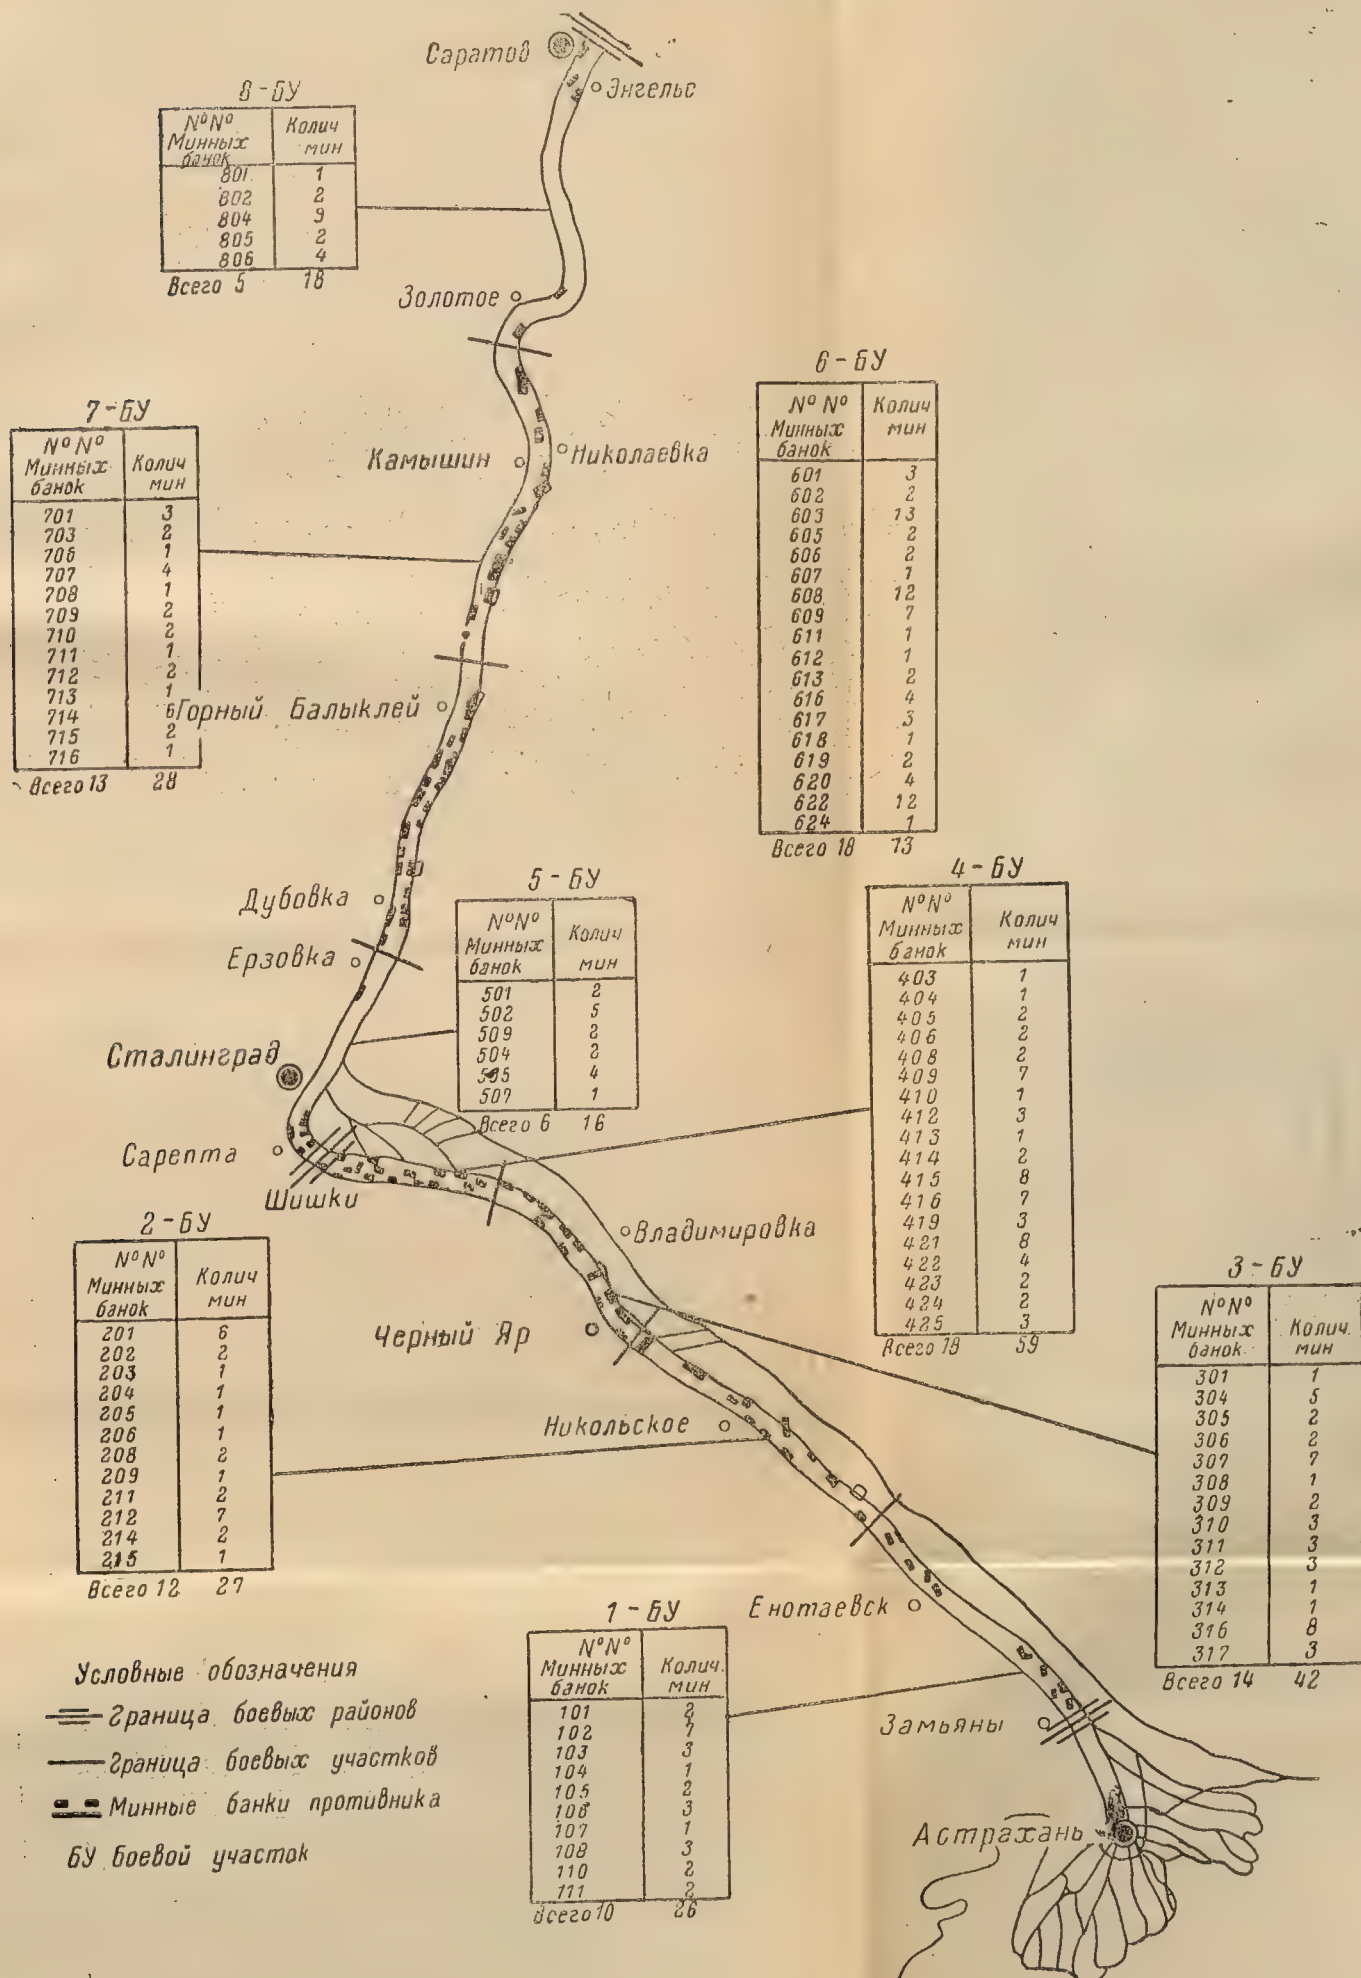 Саратов
Энгельс
8-БУ
N°N° Минных банок Колич мин
801 1
802 2
804 9
805 2
806 4
Всего 5 18
Золотое
7-БУ
N°N° Минных банок Колич мин
701 3
703 2
706 1
707 4
708 1
709 2
710 2
711 1
712 2
713 1
714 6
715 2
716 1
Всего 13 28
Камышин
Николаевка
Горный Балыклей
6-БУ
N°N° Минных банок Колич мин
601 3
602 2
603 13
605 2
606 2
607 1
608 12
609 7
611 1
612 1
613 2
616 4
617 3
618 1
619 2
620 4
622 12
624 1
Всего 18 73
Дубовка
Ерзовка
5-БУ
N°N° Минных банок Колич мин
501 2
502 5
509 2
504 2
505 4
507 1
Всего 6 16
4-БУ
N°N° Минных банок Колич мин
403 1
404 1
405 2
406 2
408 2
409 7
410 1
412 3
413 1
414 2
415 8
416 7
419 3
421 8
422 4
423 2
424 2
425 3
Всего 59
Сталинград
Сарепта
Шишки
Владимировка
2-БУ
N°N° Минных банок Колич мин
201 6
202 2
203 1
204 1
205 1
206 1
208 2
209 1
211 2
212 7
214 2
215 1
Всего 12 27
Черный Яр
Никольское
3-БУ
N°N° Минных банок Колич. мин
301 1
304 5
305 2
306 2
307 7
308 1
309 2
310 3
311 3
312 3
313 1
314 1
316 8
317 3
Всего 14 42
Енотаевск
1-БУ
N°N° Минных банок Колич. мин
101 2
102 7
103 3
104 1
105 2
106 3
107 1
108 3
110 2
111 2
Всего 10 26
Замьяны
Астрахань
Условные обозначения
Граница боевых районов
Граница боевых участков
Минные банки противника
БУ Боевой участок